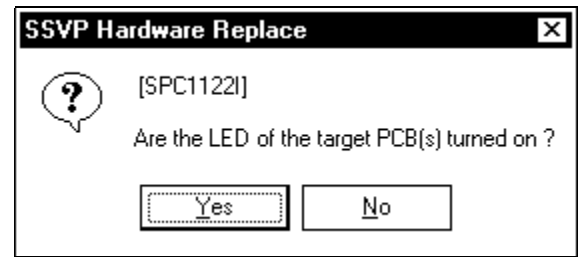 SSVP Hardware Replace
[SPC1122I]
Are the LED of the target PCB(s) turned on ?
Yes
No